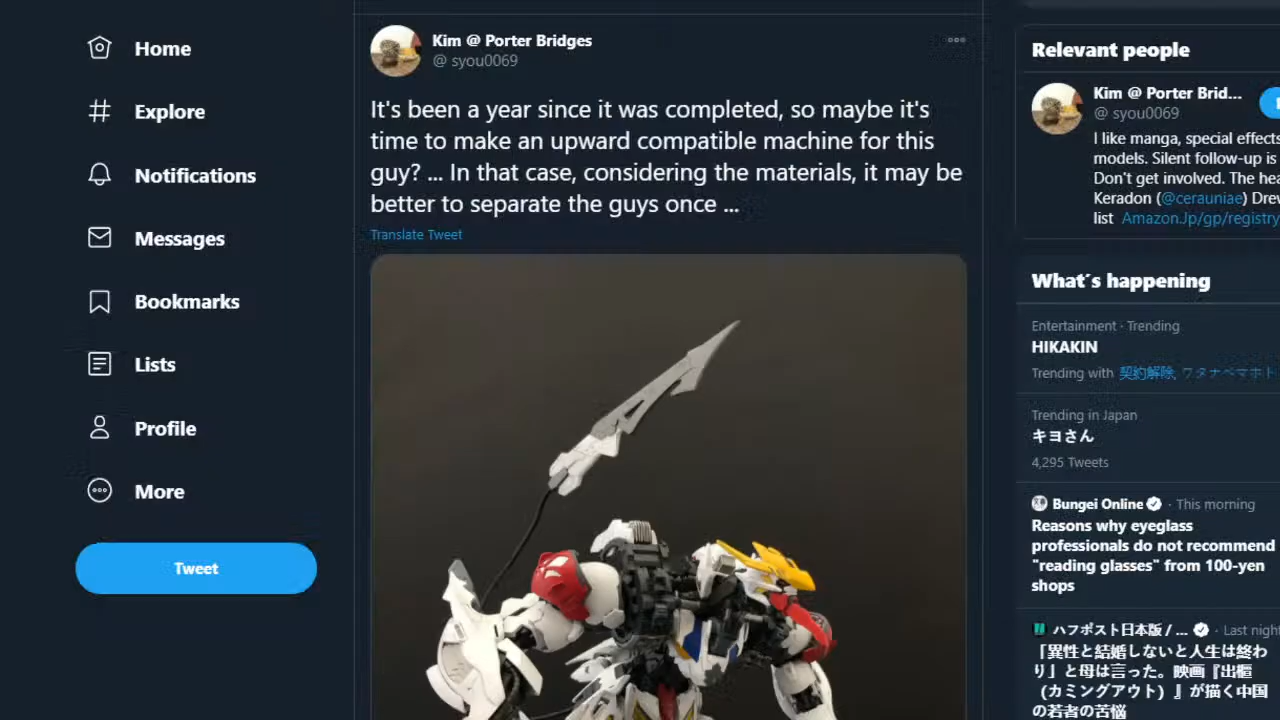 Home
Explore
Notifications
Messages
Bookmarks
Lists
Profile
More
Tweet
Kim @ Porter Bridges
@ syou0069
It's been a year since it was completed, so maybe it's
time to make an upward compatible machine for this
guy? ... In that case, considering the materials, it may be
better to separate the guys once ...
Translate Tweet
Relevant people
Kim @ Porter Brid...
@ syou0069
I like manga, special effects
models. Silent follow-up is
Don't get involved. The hea
Keradon (@cerauniae) Drew
list Amazon.Jp/gp/registry
What´s happening
Entertainment · Trending
HIKAKIN
Trending with 契約解除, ワタナベマホト
Trending in Japan
キヨさん
4,295 Tweets
Bungei Online · This morning
Reasons why eyeglass
professionals do not recommend
"reading glasses" from 100-yen
shops
ハフポスト日本版 / ... · Last night
「異性と結婚しないと人生は終わ
り」と母は言った。映画『出櫃
（カミングアウト）』が描く中国
の若者の苦悩